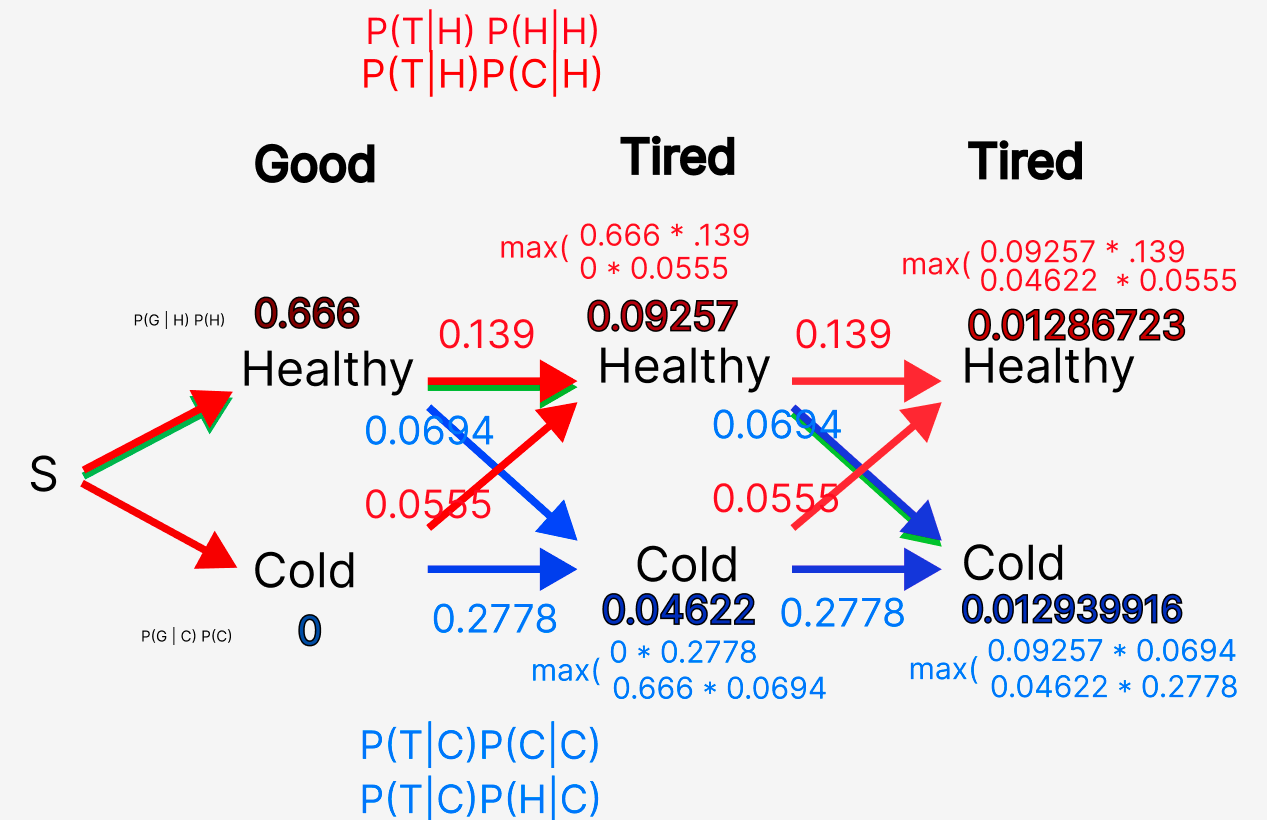 P(T|H) P(H|H)
P(T|H)P(C|H)
Good
Tired
Tired
max( 0.666 * .139
0 * 0.0555
max( 0.09257 * .139
0.04622 * 0.0555
P(G | H) P(H)
0.666
0.09257
0.01286723
Healthy
0.139
Healthy
0.139
Healthy
0.0694
0.0694
S
0.0555
0.0555
Cold
Cold
Cold
0
0.2778
0.04622
0.2778
0.012939916
P(G | C) P(C)
max( 0 * 0.2778
0.666 * 0.0694
max( 0.09257 * 0.0694
0.04622 * 0.2778
P(T|C)P(C|C)
P(T|C)P(H|C)